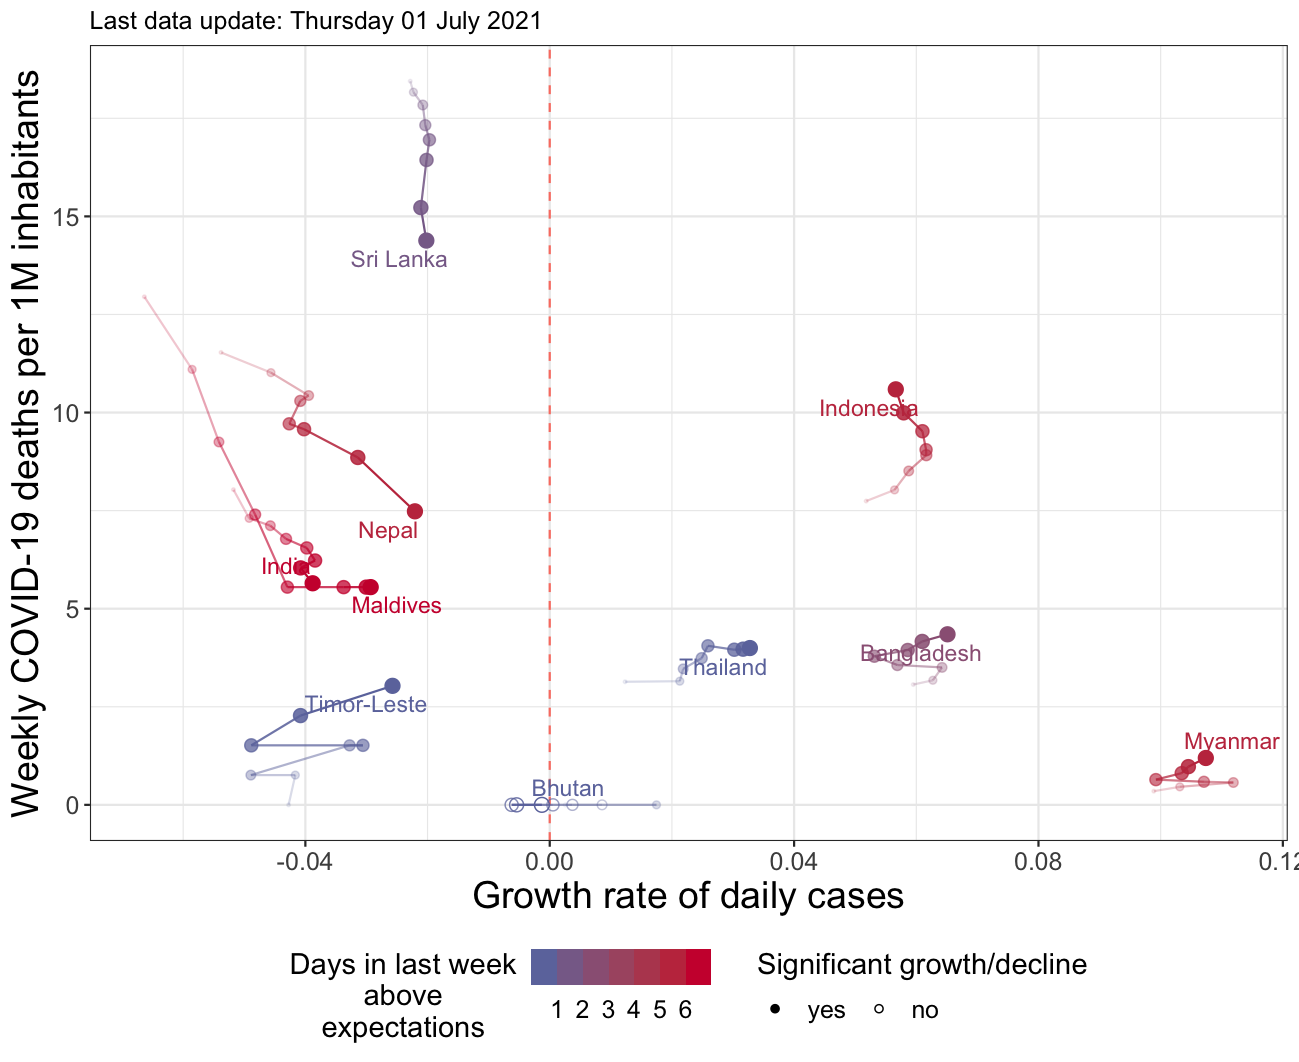 Last data update: Thursday 01 July 2021
Weekly COVID-19 deaths per 1M inhabitants
15
10
5
0
Sri Lanka
Indonesia
Nepal
India
Maldives
Bangladesh
Thailand
Timor-Leste
Myanmar
Bhutan
-0.04
0.00
0.04
0.08
0.12
Growth rate of daily cases
Days in last week
above
expectations
1 2 3 4 5 6
Significant growth/decline
yes
no